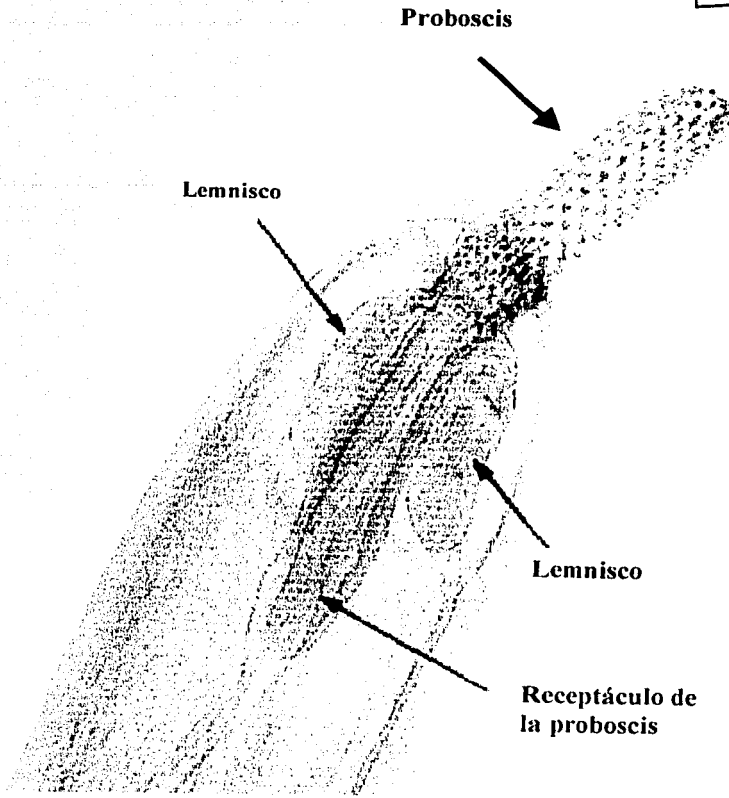 Proboscis
Lemnisco
Lemnisco
Receptáculo de
la proboscis